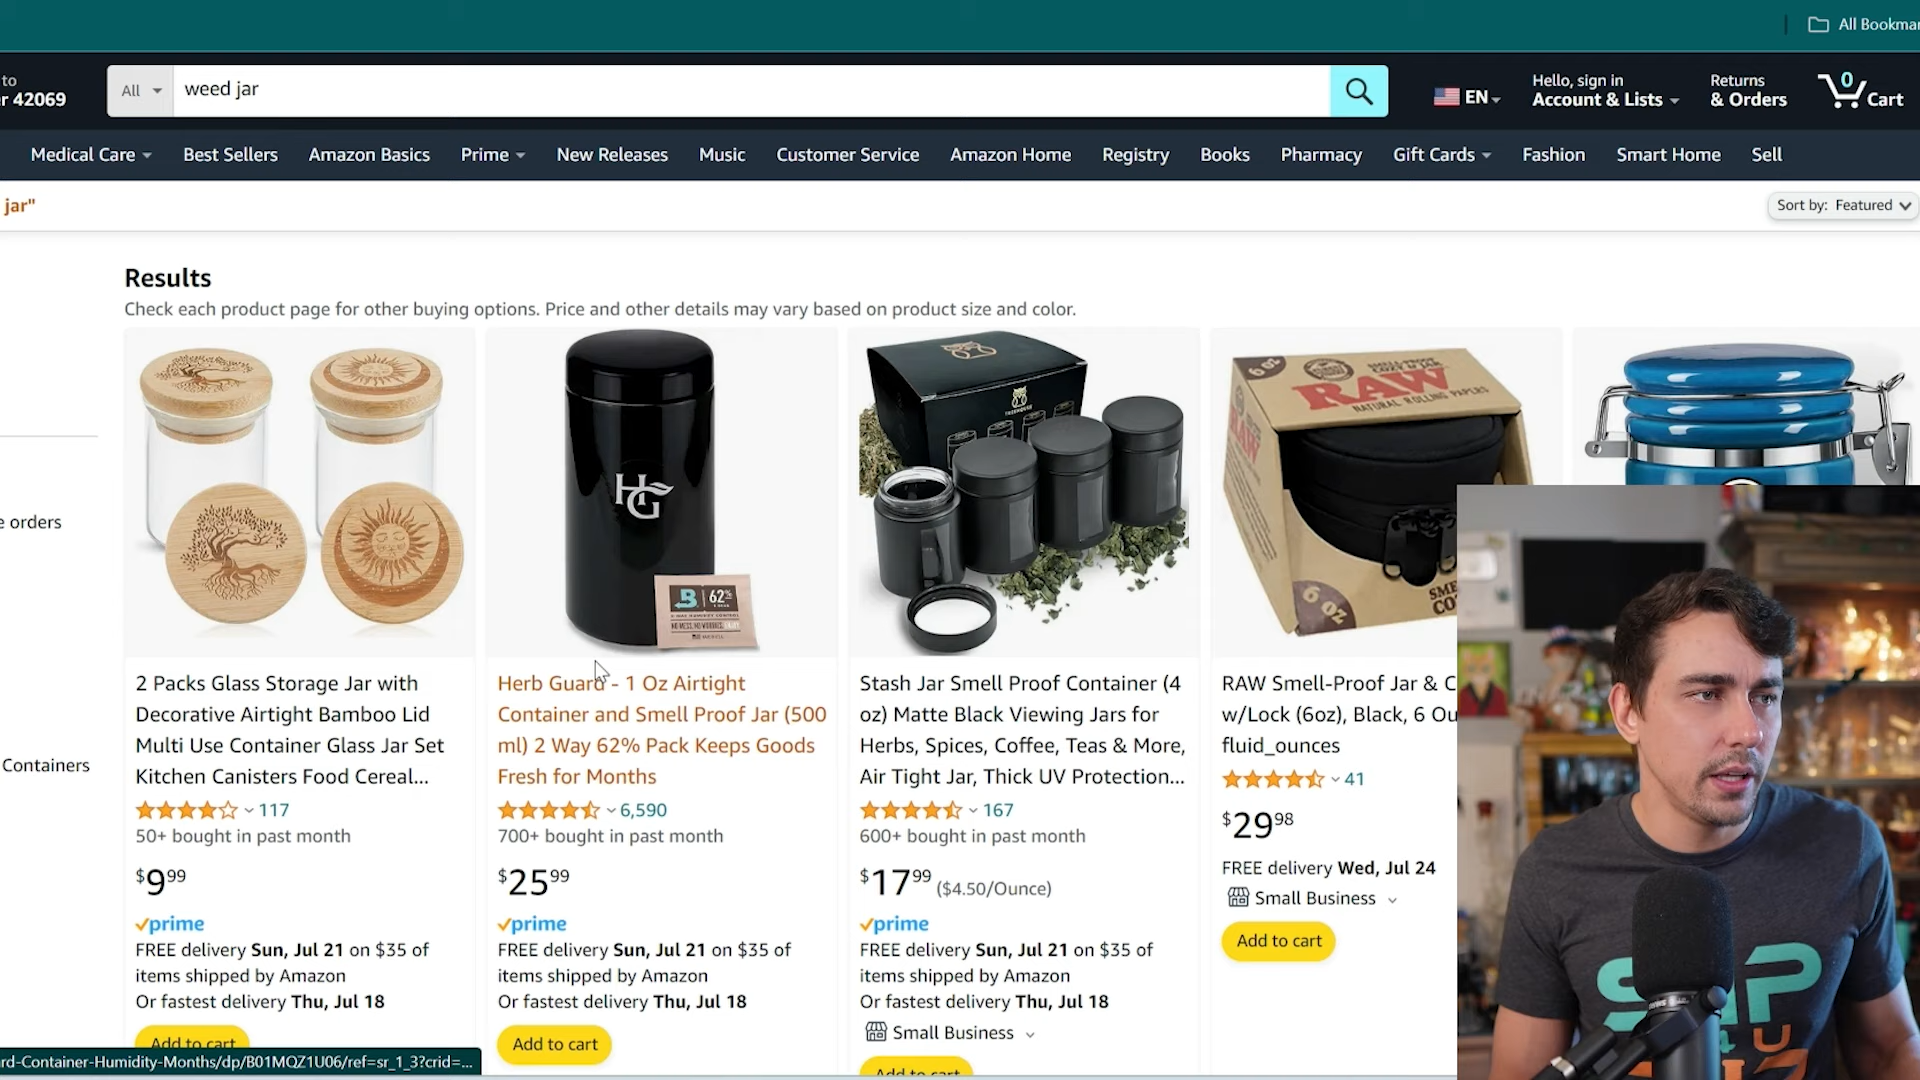 All Bookmar
to
r 42069
All
weed jar
EN
Hello, sign in
Account & Lists
Returns
& Orders
0
Cart
Medical Care
Best Sellers
Amazon Basics
Prime
New Releases
Music
Customer Service
Amazon Home
Registry
Books
Pharmacy
Gift Cards
Fashion
Smart Home
Sell
jar"
Sort by: Featured
Results
Check each product page for other buying options. Price and other details may vary based on product size and color.
e orders
Containers
HG
62%
TREEHOUSE
6 oz
RAW
NATURAL ROLLING PAPERS
RAW
6 oz
2 Packs Glass Storage Jar with
Decorative Airtight Bamboo Lid
Multi Use Container Glass Jar Set
Kitchen Canisters Food Cereal...
117
50+ bought in past month
$9.99
prime
FREE delivery Sun, Jul 21 on $35 of
items shipped by Amazon
Or fastest delivery Thu, Jul 18
Add to cart
Herb Guard - 1 Oz Airtight
Container and Smell Proof Jar (500
ml) 2 Way 62% Pack Keeps Goods
Fresh for Months
6,590
700+ bought in past month
$25.99
prime
FREE delivery Sun, Jul 21 on $35 of
items shipped by Amazon
Or fastest delivery Thu, Jul 18
Add to cart
Stash Jar Smell Proof Container (4
oz) Matte Black Viewing Jars for
Herbs, Spices, Coffee, Teas & More,
Air Tight Jar, Thick UV Protection...
167
600+ bought in past month
$17.99 ($4.50/Ounce)
prime
FREE delivery Sun, Jul 21 on $35 of
items shipped by Amazon
Or fastest delivery Thu, Jul 18
Small Business
Add to cart
RAW Smell-Proof Jar & C
w/Lock (6oz), Black, 6 Ou
fluid_ounces
41
$29.98
FREE delivery Wed, Jul 24
Small Business
Add to cart
rd-Container-Humidity-Months/dp/B01MQZ1U06/ref=sr_1_3?crid=...